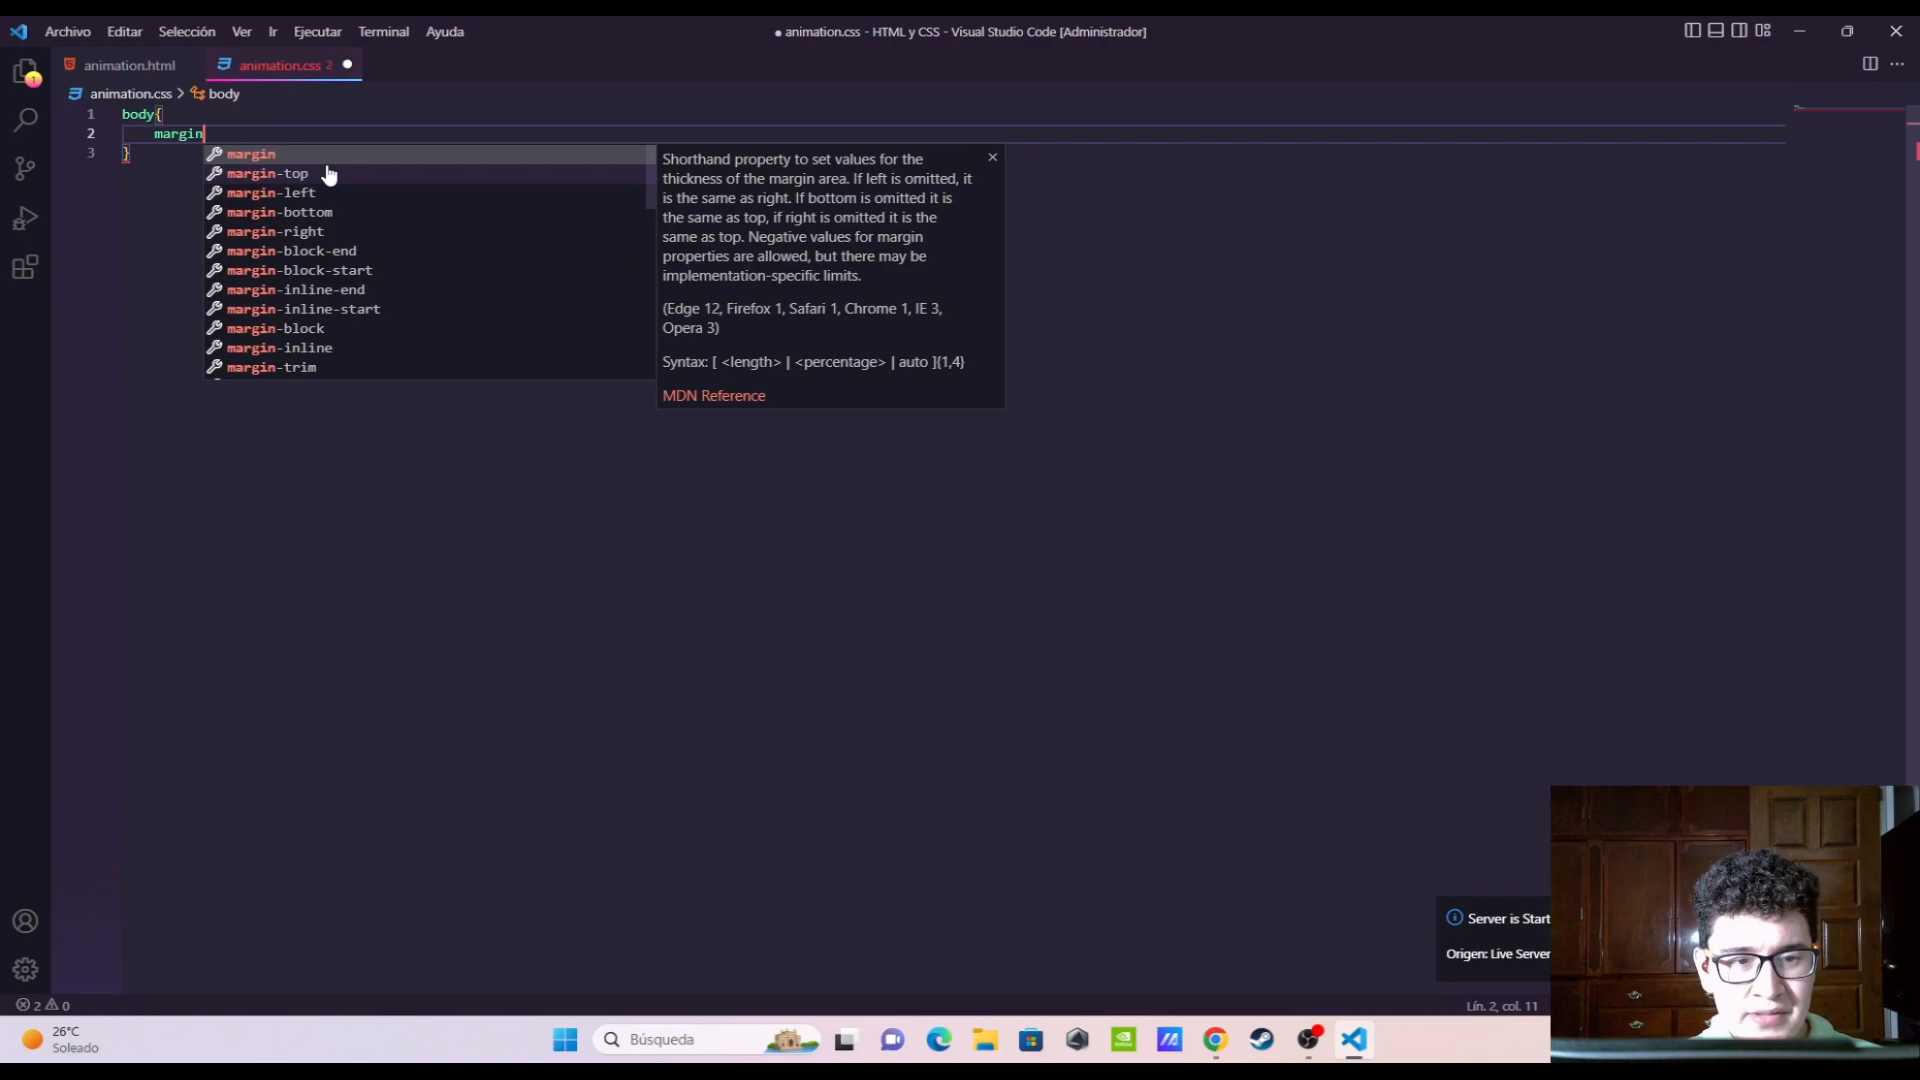 Archivo Editar Selección Ver Ir Ejecutar Terminal Ayuda
● animation.css - HTML y CSS - Visual Studio Code [Administrador]
animation.html
animation.css 2
animation.css > body
1 body{
2 margin
3 }
margin
margin-top
margin-left
margin-bottom
margin-right
margin-block-end
margin-block-start
margin-inline-end
margin-inline-start
margin-block
margin-inline
margin-trim
Shorthand property to set values for the
thickness of the margin area. If left is omitted, it
is the same as right. If bottom is omitted it is
the same as top, if right is omitted it is the
same as top. Negative values for margin
properties are allowed, but there may be
implementation-specific limits.
(Edge 12, Firefox 1, Safari 1, Chrome 1, IE 3,
Opera 3)
Syntax: [ <length> | <percentage> | auto ]{1,4}
MDN Reference
1
Server is Start
Origen: Live Server
2 0
Lín. 2, col. 11
26°C
Soleado
Búsqueda